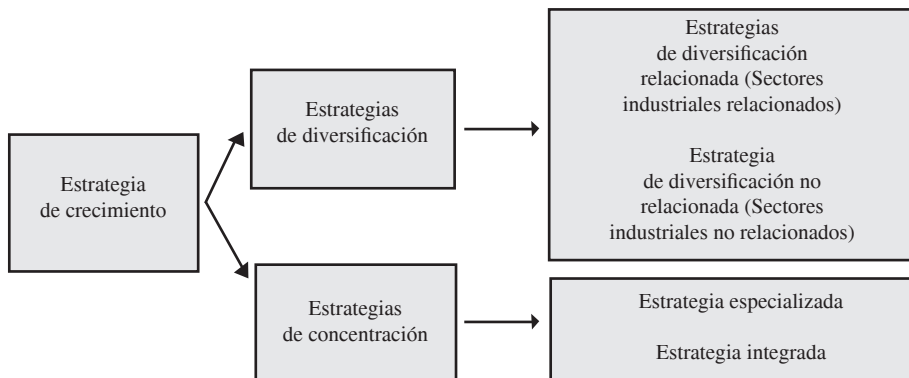 Estrategia
de crecimiento
Estrategias
de diversificación
Estrategias
de diversificación
relacionada (Sectores
industriales relacionados)
Estrategia
de diversificación no
relacionada (Sectores
industriales no relacionados)
Estrategias
de concentración
Estrategia especializada
Estrategia integrada